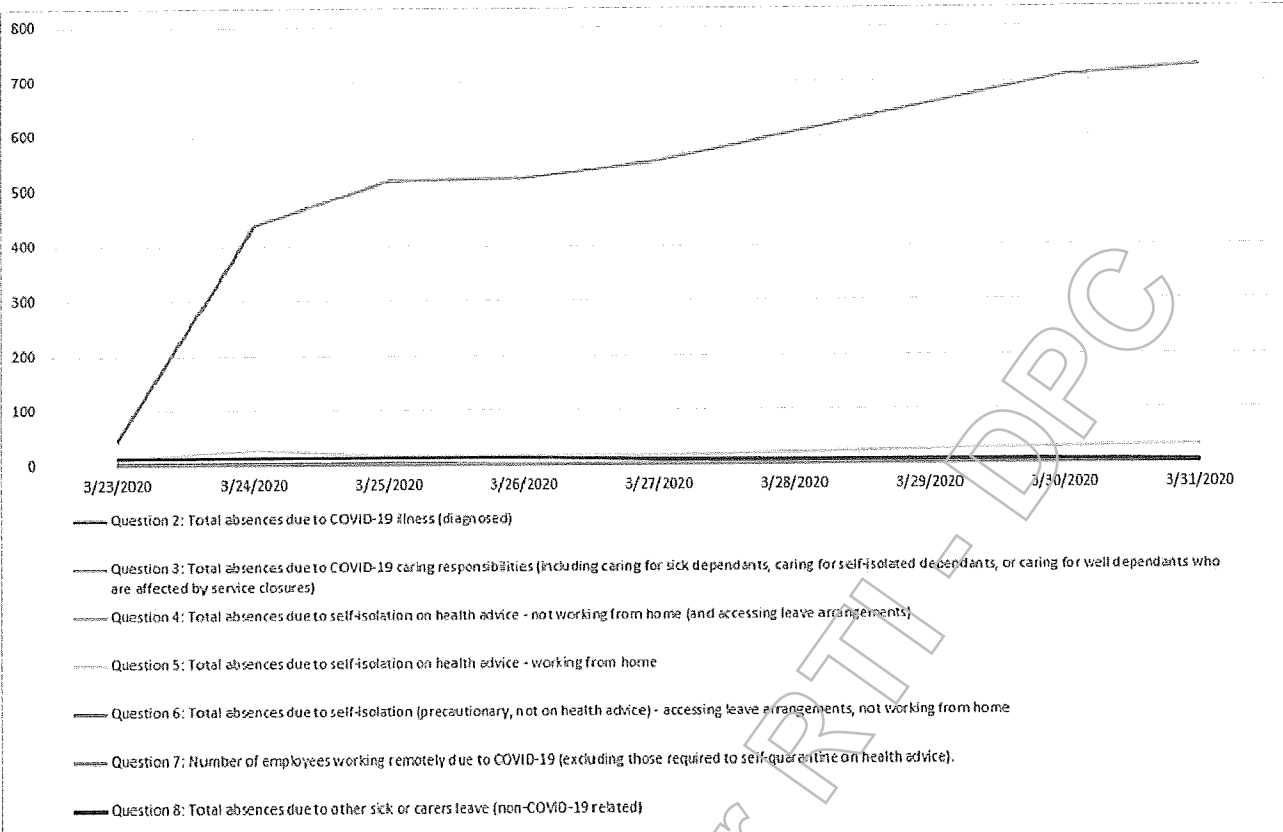 800
700
600
500
400
300
200
100
0
3/23/2020 3/24/2020 3/25/2020 3/26/2020 3/27/2020 3/28/2020 3/29/2020 3/30/2020 3/31/2020
Question 2: Total absences due to COVID-19 illness (diagnosed)
Question 3: Total absences due to COVID-19 caring responsibilities (including caring for sick dependants, caring for self-isolated dependants, or caring for well dependants who
are affected by service closures)
Question 4: Total absences due to self-isolation on health advice - not working from home (and accessing leave arrangements)
Question 5: Total absences due to self-isolation on health advice - working from home
Question 6: Total absences due to self-isolation (precautionary, not on health advice) - accessing leave arrangements, not working from home
Question 7: Number of employees working remotely due to COVID-19 (excluding those required to self-quarantine on health advice).
Question 8: Total absences due to other sick or carers leave (non-COVID-19 related)
r RTI - DPC